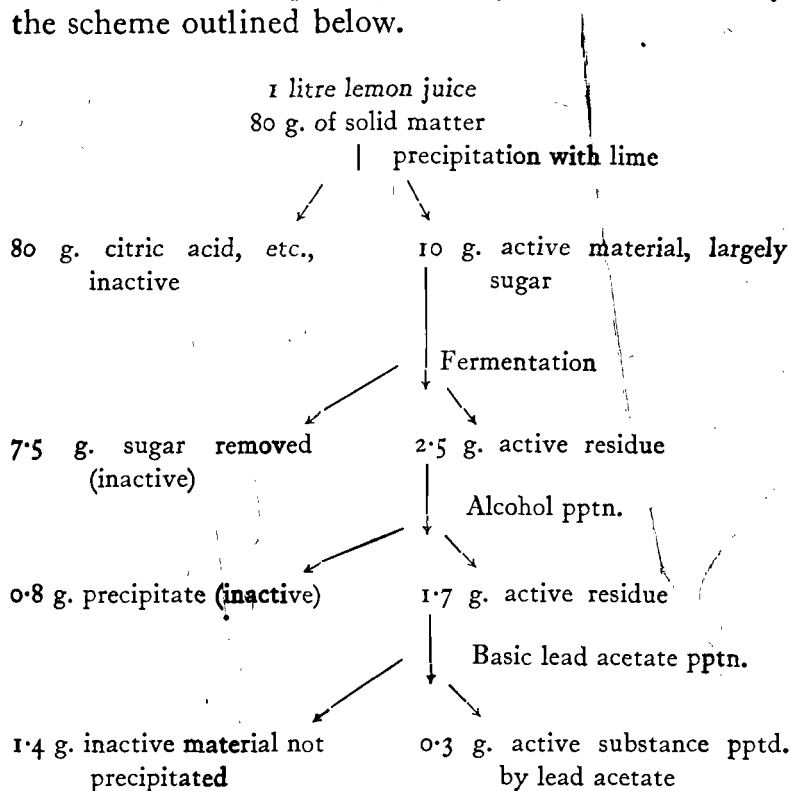 the scheme outlined below.
1 litre lemon juice
80 g. of solid matter
precipitation with lime
80 g. citric acid, etc.,
inactive
10 g. active material, largely
sugar
Fermentation
7·5 g. sugar removed
(inactive)
2·5 g. active residue
Alcohol pptn.
0·8 g. precipitate (inactive)
1·7 g. active residue
Basic lead acetate pptn.
1·4 g. inactive material not
precipitated
0·3 g. active substance pptd.
by lead acetate